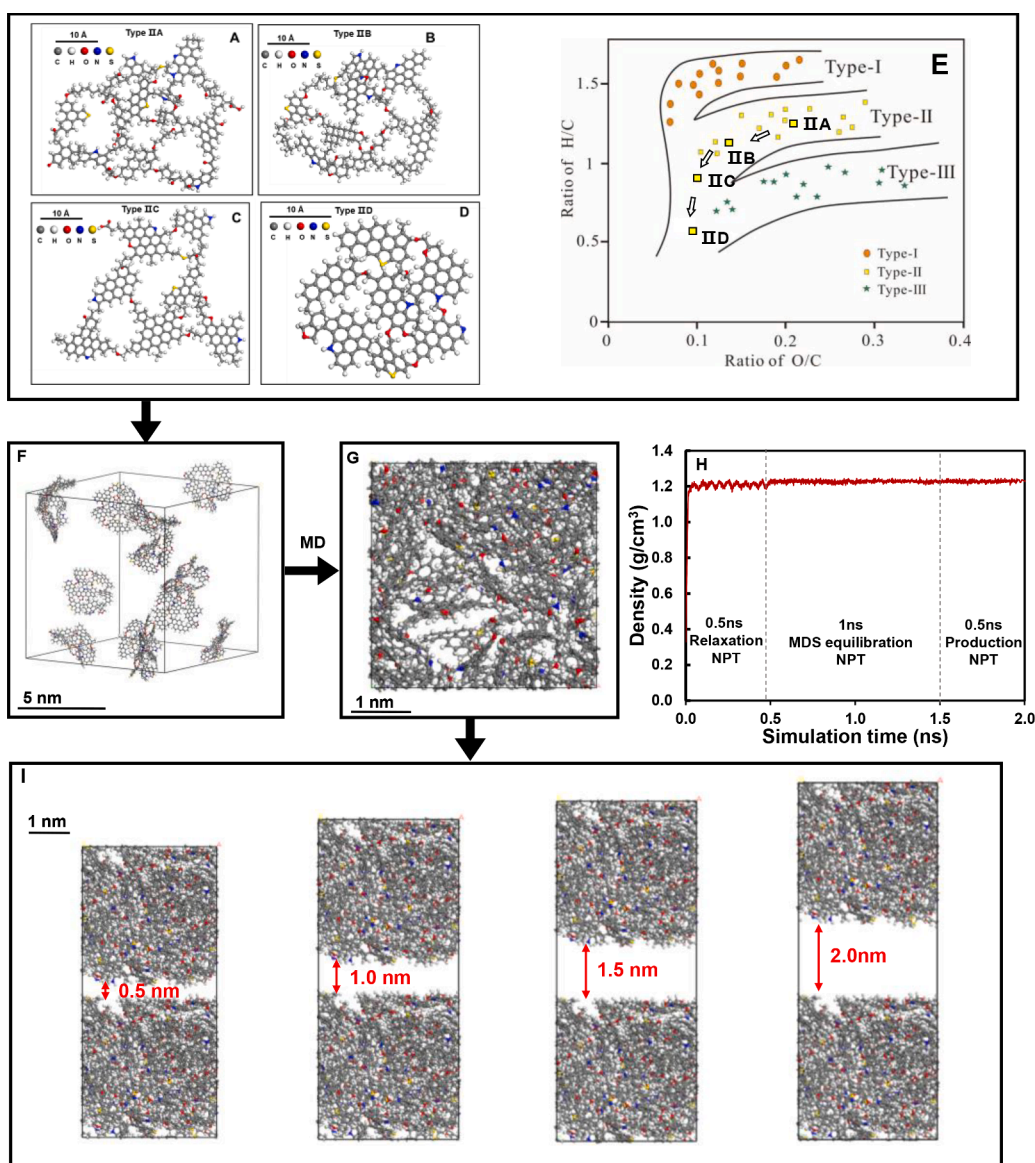 10 Å
Type IIA
A
C H O N S
10 Å
Type IIB
B
C H O N S
10 Å
Type IIC
C
C H O N S
10 Å
Type IID
D
C H O N S
E
Ratio of H/C
1.5
1
0.5
0
Type-I
Type-II
Type-III
IIA
IIB
IIC
IID
Type-I
Type-II
Type-III
0 0.1 0.2 0.3 0.4
Ratio of O/C
F
5 nm
MD
G
1 nm
H
Density (g/cm³)
1.4
1.2
1.0
0.8
0.6
0.4
0.2
0.0
0.5ns
Relaxation
NPT
1ns
MDS equilibration
NPT
0.5ns
Production
NPT
0.0 0.5 1.0 1.5 2.0
Simulation time (ns)
I
1 nm
0.5 nm
1.0 nm
1.5 nm
2.0nm